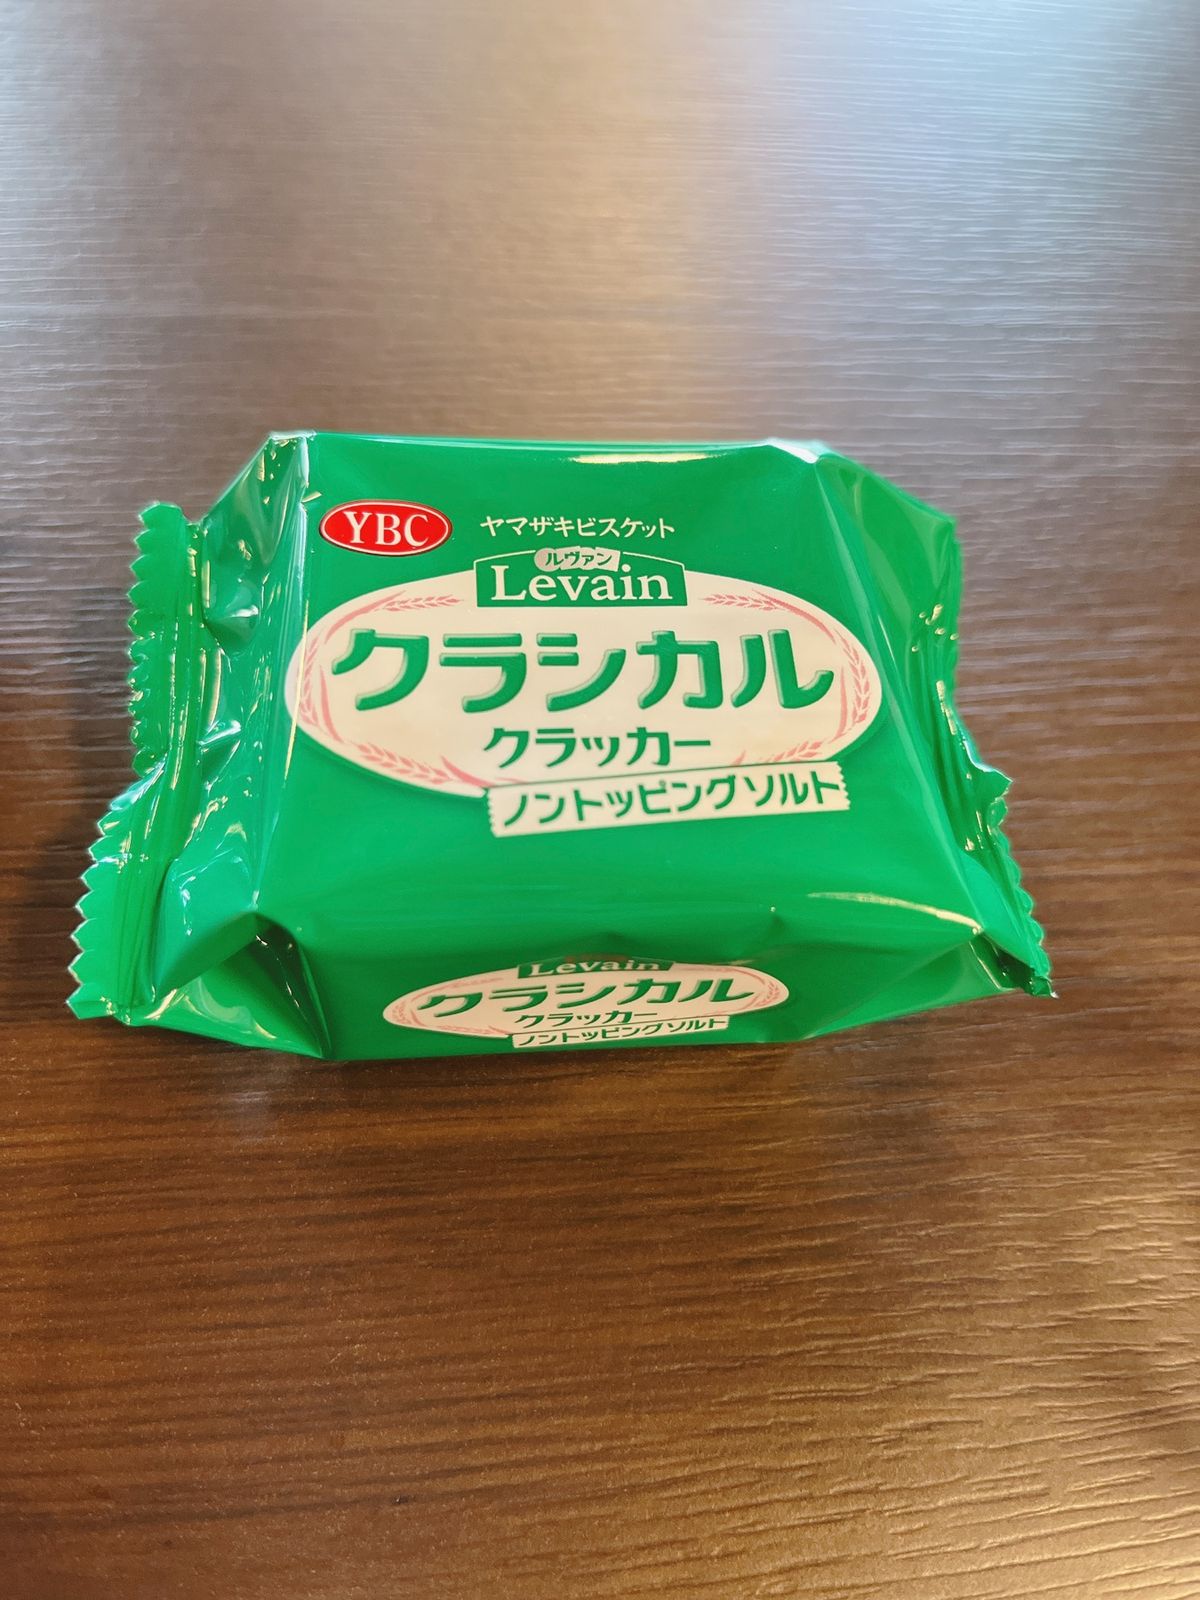 YBC ヤマザキビスケット
ルヴァン
Levain
クラシカル
クラッカー
ノントッピングソルト
Levain
クラシカル
クラッカー
ノントッピングソルト